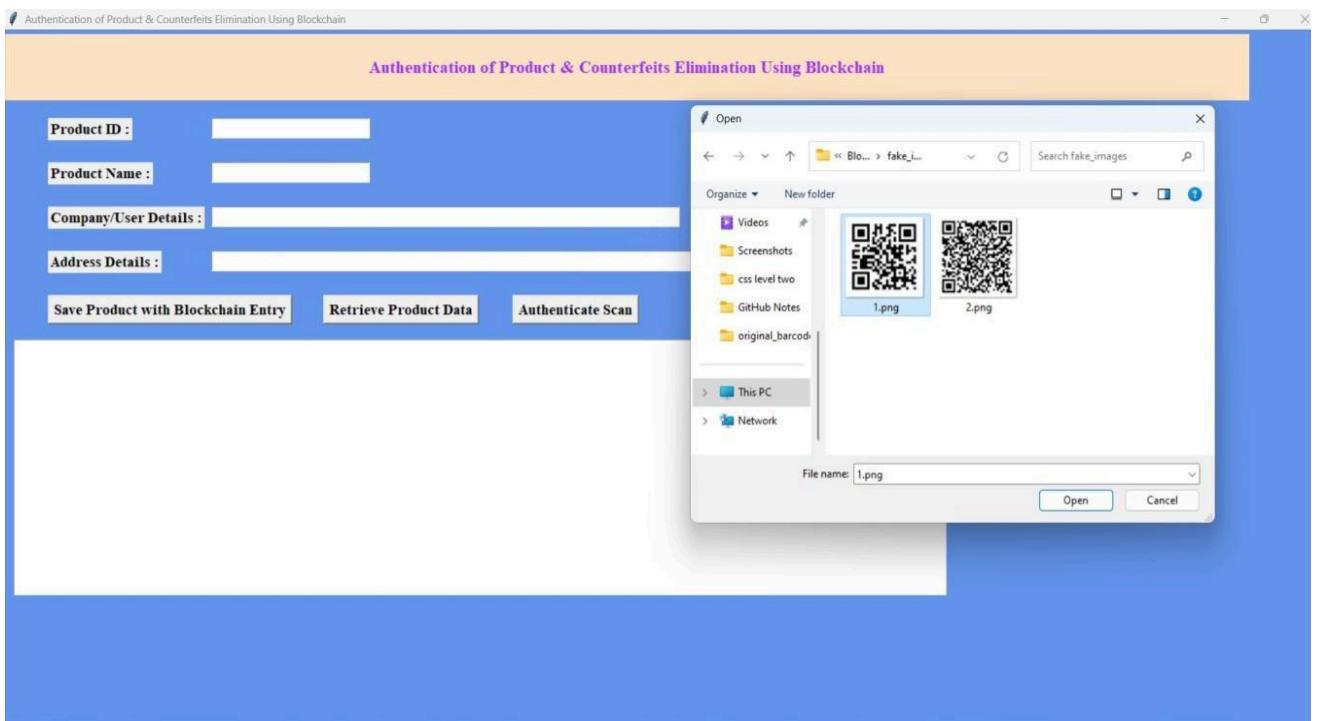 Authentication of Product & Counterfeits Elimination Using Blockchain
Authentication of Product & Counterfeits Elimination Using Blockchain
Product ID :
Product Name :
Company/User Details :
Address Details :
Save Product with Blockchain Entry
Retrieve Product Data
Authenticate Scan
Open
« Blo... › fake_i...
Search fake_images
Organize
New folder
Videos
Screenshots
css level two
GitHub Notes
original_barcod
This PC
Network
1.png
2.png
File name: 1.png
Open
Cancel